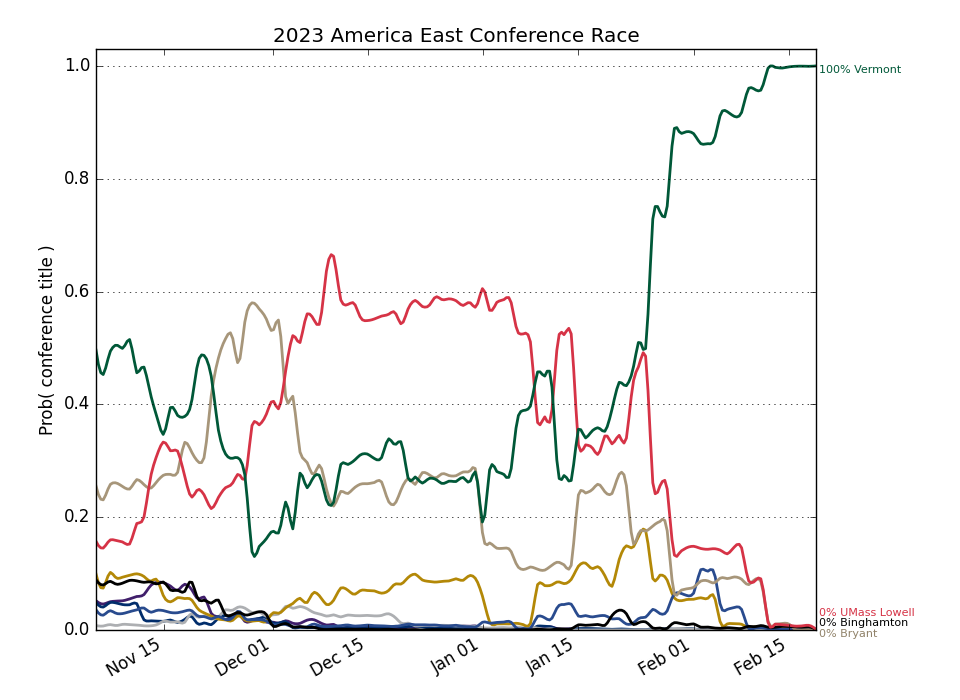 2023 America East Conference Race
Prob( conference title )
1.0
0.8
0.6
0.4
0.2
0.0
100% Vermont
0% UMass Lowell
0% Binghamton
0% Bryant
Nov 15
Dec 01
Dec 15
Jan 01
Jan 15
Feb 01
Feb 15